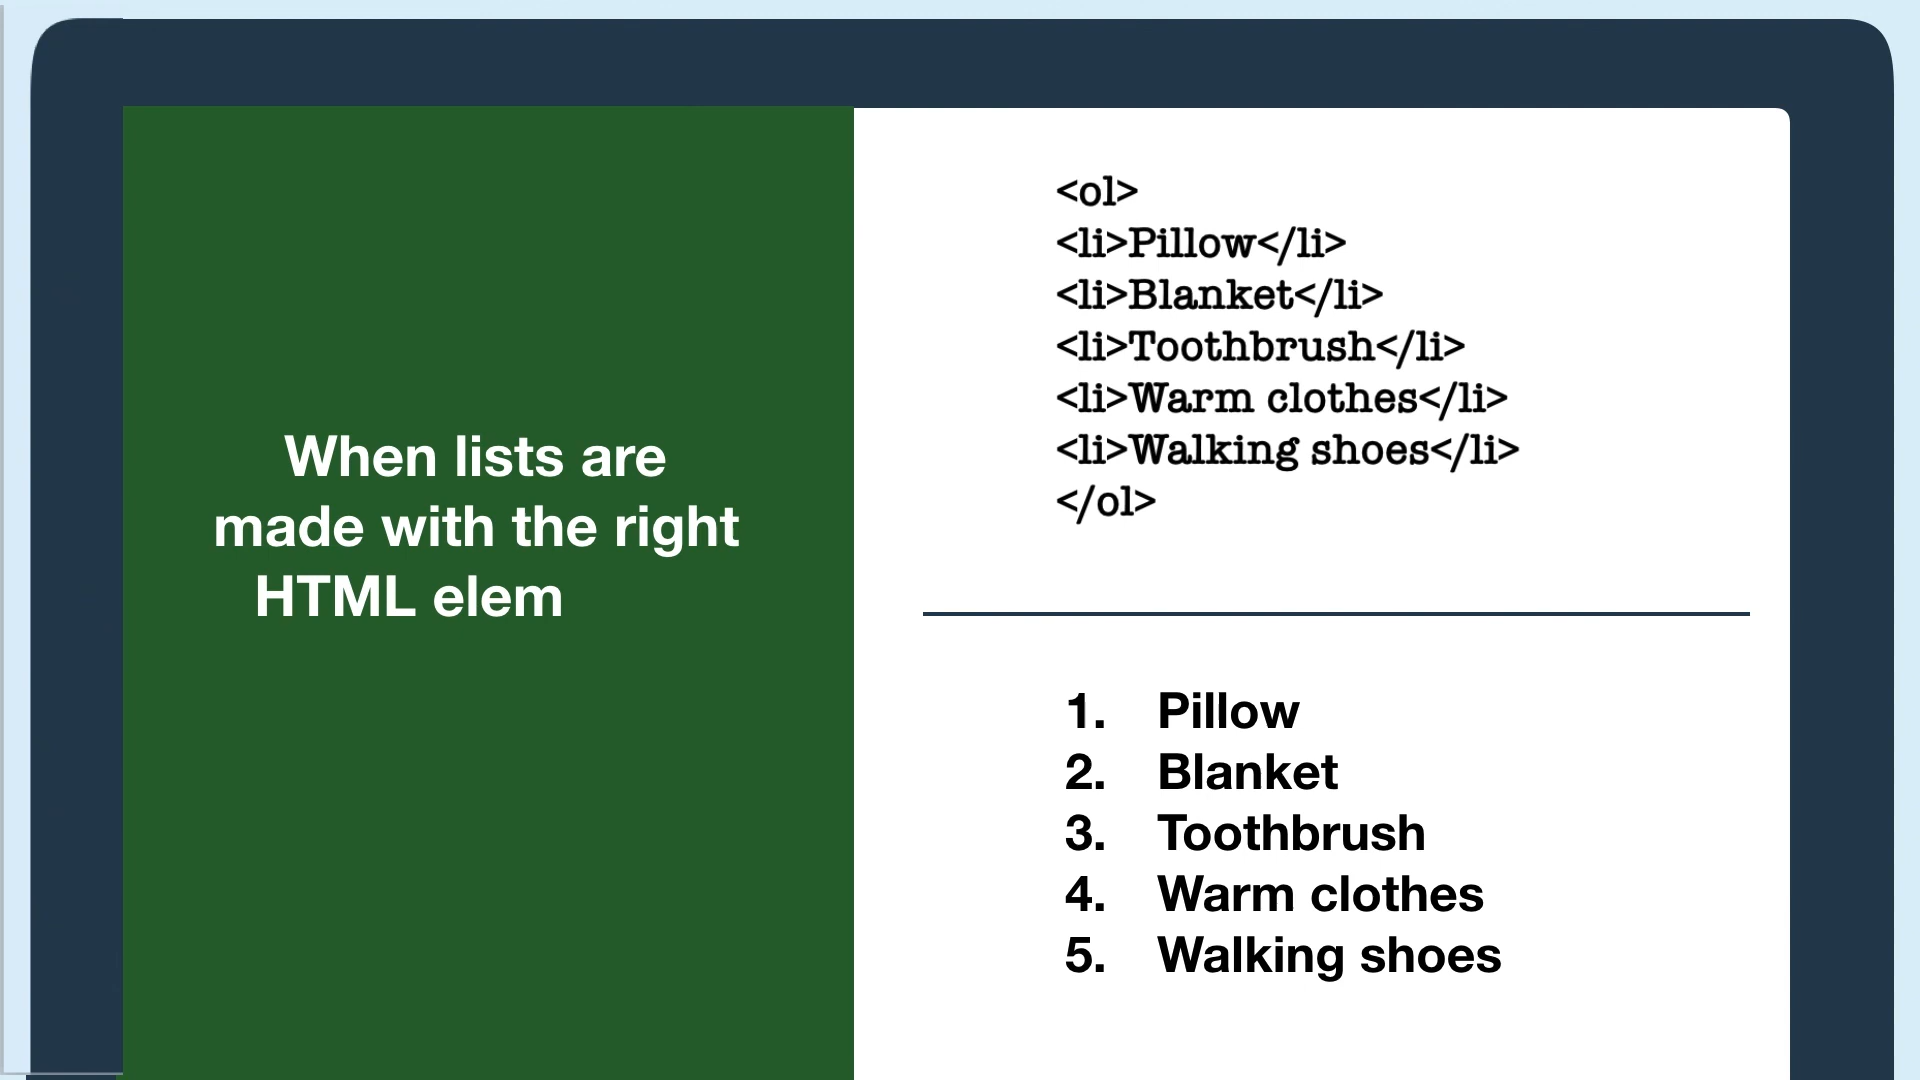 When lists are
made with the right
HTML elem
<ol>
<li>Pillow</li>
<li>Blanket</li>
<li>Toothbrush</li>
<li>Warm clothes</li>
<li>Walking shoes</li>
</ol>
1. Pillow
2. Blanket
3. Toothbrush
4. Warm clothes
5. Walking shoes